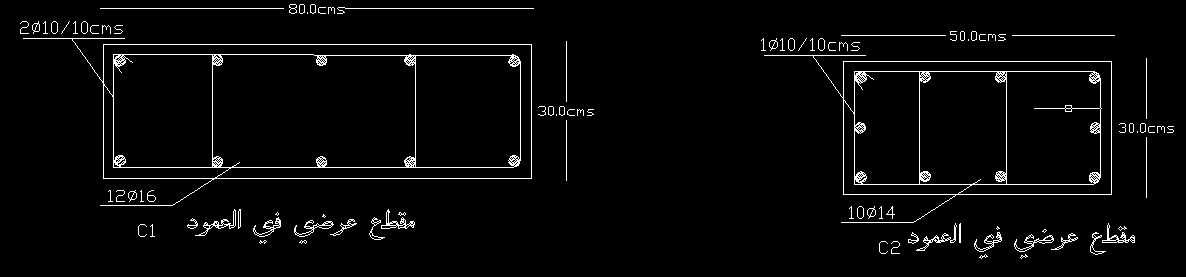 80.0cms
2Ø10/10cms
30.0cms
12Ø16
C1 مقطع عرضي في العمود
50.0cms
1Ø10/10cms
30.0cms
10Ø14
C2 مقطع عرضي في العمود